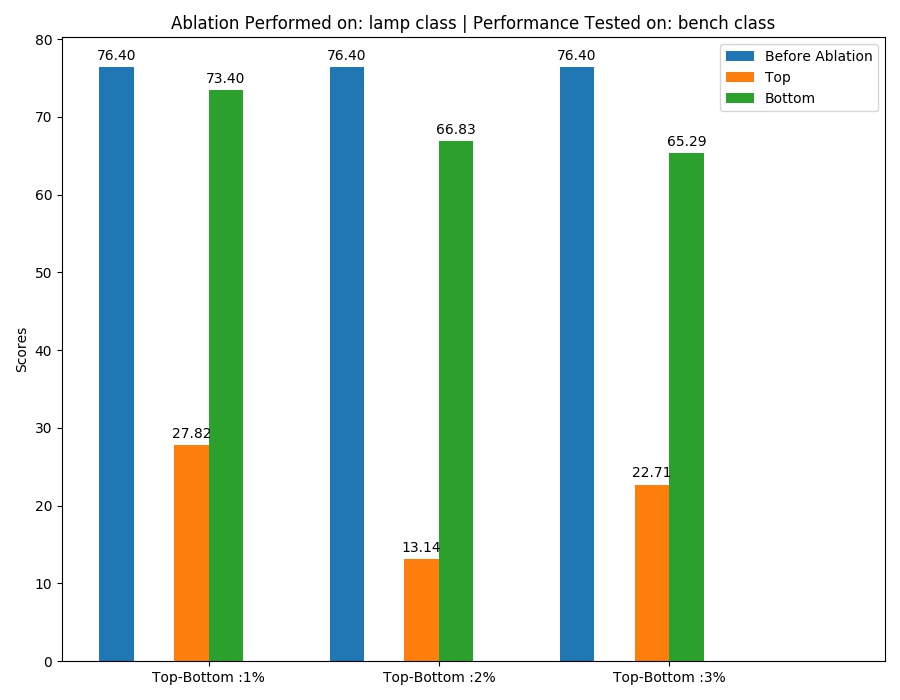 Ablation Performed on: lamp class | Performance Tested on: bench class
Before Ablation
Top
Bottom
Scores
80
70
60
50
40
30
20
10
0
76.40
27.82
73.40
76.40
13.14
66.83
76.40
22.71
65.29
Top-Bottom :1%
Top-Bottom :2%
Top-Bottom :3%